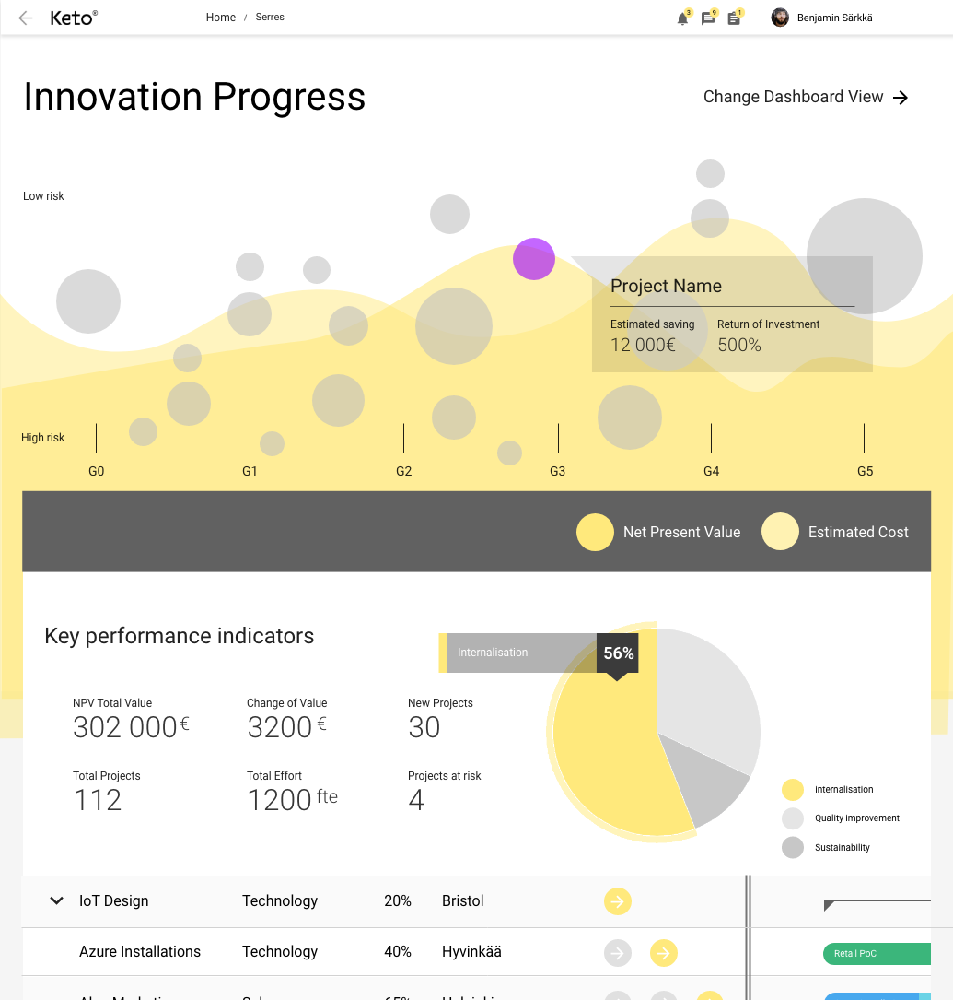 Keto®
Home / Serres
3
9
1
Benjamin Särkkä
Innovation Progress
Change Dashboard View
Low risk
Project Name
Estimated saving
Return of Investment
12 000€
500%
High risk
G0
G1
G2
G3
G4
G5
Net Present Value
Estimated Cost
Key performance indicators
Internalisation
56%
NPV Total Value
Change of Value
New Projects
302 000 €
3200 €
30
Total Projects
Total Effort
Projects at risk
112
1200 fte
4
Internalisation
Quality improvement
Sustainability
IoT Design Technology 20% Bristol
Azure Installations Technology 40% Hyvinkää
Retail PoC
65% Helsinki